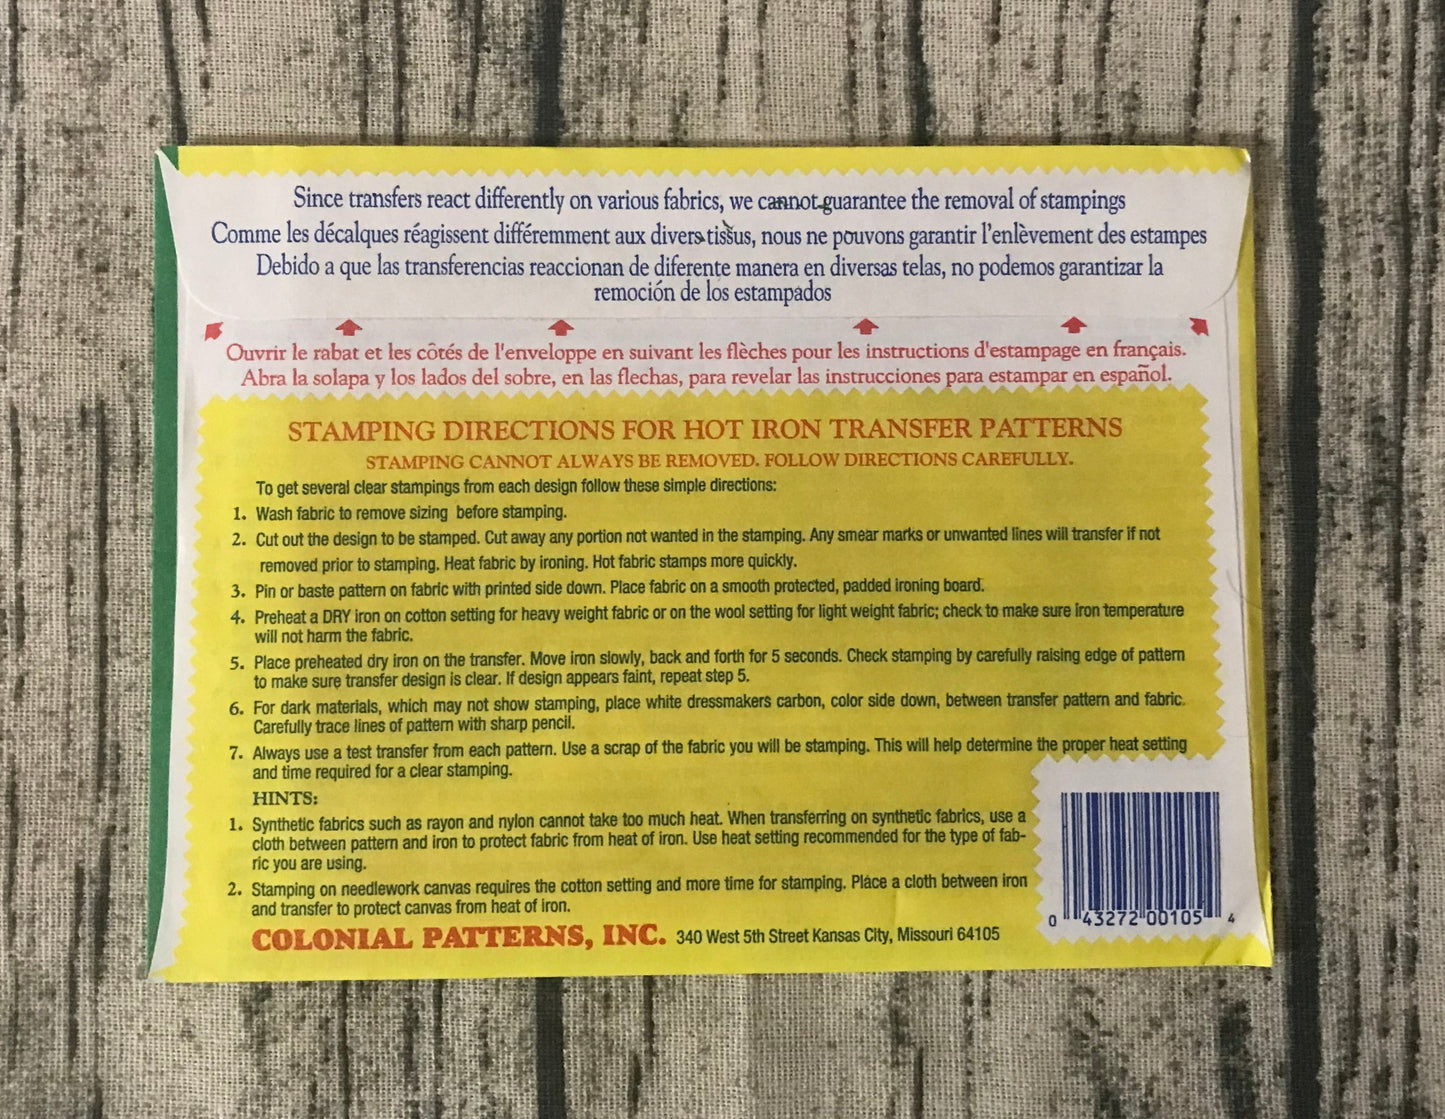 Since transfers react differently on various fabrics, we cannot guarantee the removal of stampings
Comme les décalques réagissent différemment aux divers tissus, nous ne pouvons garantir l'enlèvement des estampes
Debido a que las transferencias reaccionan de diferente manera en diversas telas, no podemos garantizar la
remoción de los estampados
Ouvrir le rabat et les côtés de l'enveloppe en suivant les flèches pour les instructions d'estampage en français.
Abra la solapa y los lados del sobre, en las flechas, para revelar las instrucciones para estampar en español.
STAMPING DIRECTIONS FOR HOT IRON TRANSFER PATTERNS
STAMPING CANNOT ALWAYS BE REMOVED. FOLLOW DIRECTIONS CAREFULLY.
To get several clear stampings from each design follow these simple directions:
1. Wash fabric to remove sizing before stamping.
2. Cut out the design to be stamped. Cut away any portion not wanted in the stamping. Any smear marks or unwanted lines will transfer if not
removed prior to stamping. Heat fabric by ironing. Hot fabric stamps more quickly.
3. Pin or baste pattern on fabric with printed side down. Place fabric on a smooth protected, padded ironing board.
4. Preheat a DRY iron on cotton setting for heavy weight fabric or on the wool setting for light weight fabric; check to make sure iron temperature
will not harm the fabric.
5. Place preheated dry iron on the transfer. Move iron slowly, back and forth for 5 seconds. Check stamping by carefully raising edge of pattern
to make sure transfer design is clear. If design appears faint, repeat step 5.
6. For dark materials, which may not show stamping, place white dressmakers carbon, color side down, between transfer pattern and fabric.
Carefully trace lines of pattern with sharp pencil.
7. Always use a test transfer from each pattern. Use a scrap of the fabric you will be stamping. This will help determine the proper heat setting
and time required for a clear stamping.
HINTS:
1. Synthetic fabrics such as rayon and nylon cannot take too much heat. When transferring on synthetic fabrics, use a
cloth between pattern and iron to protect fabric from heat of iron. Use heat setting recommended for the type of fab-
ric you are using.
2. Stamping on needlework canvas requires the cotton setting and more time for stamping. Place a cloth between iron
and transfer to protect canvas from heat of iron.
COLONIAL PATTERNS, INC. 340 West 5th Street Kansas City, Missouri 64105
0 43272 00105 4